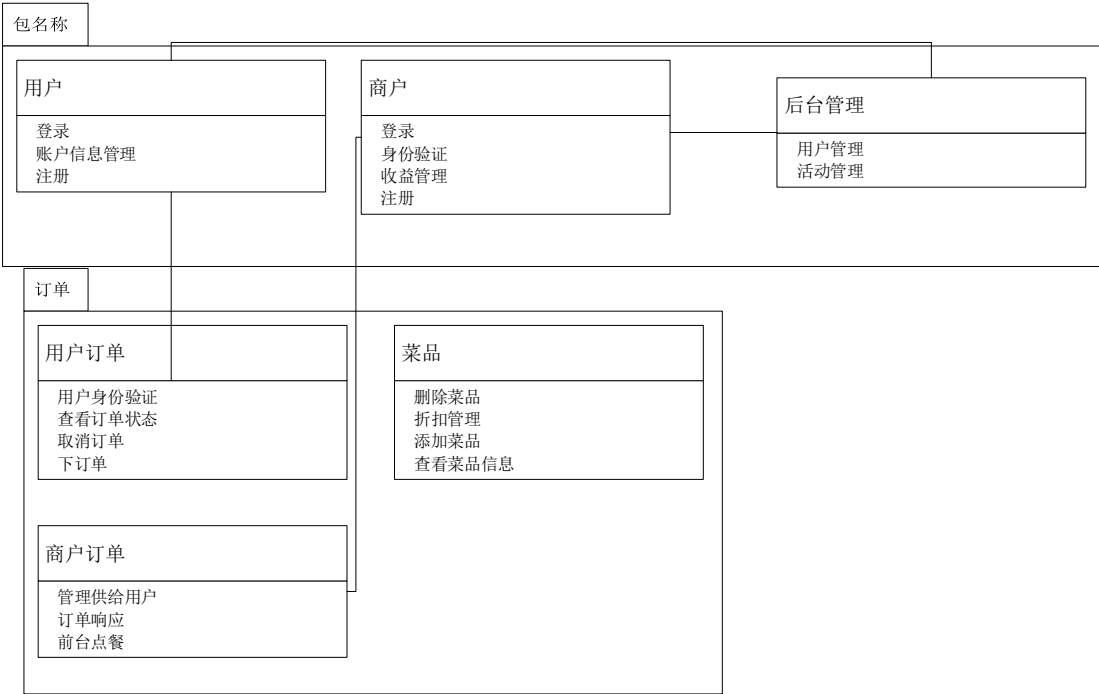 包名称
用户
登录
账户信息管理
注册
商户
登录
身份验证
收益管理
注册
后台管理
用户管理
活动管理
订单
用户订单
用户身份验证
查看订单状态
取消订单
下订单
菜品
删除菜品
折扣管理
添加菜品
查看菜品信息
商户订单
管理供给用户
订单响应
前台点餐